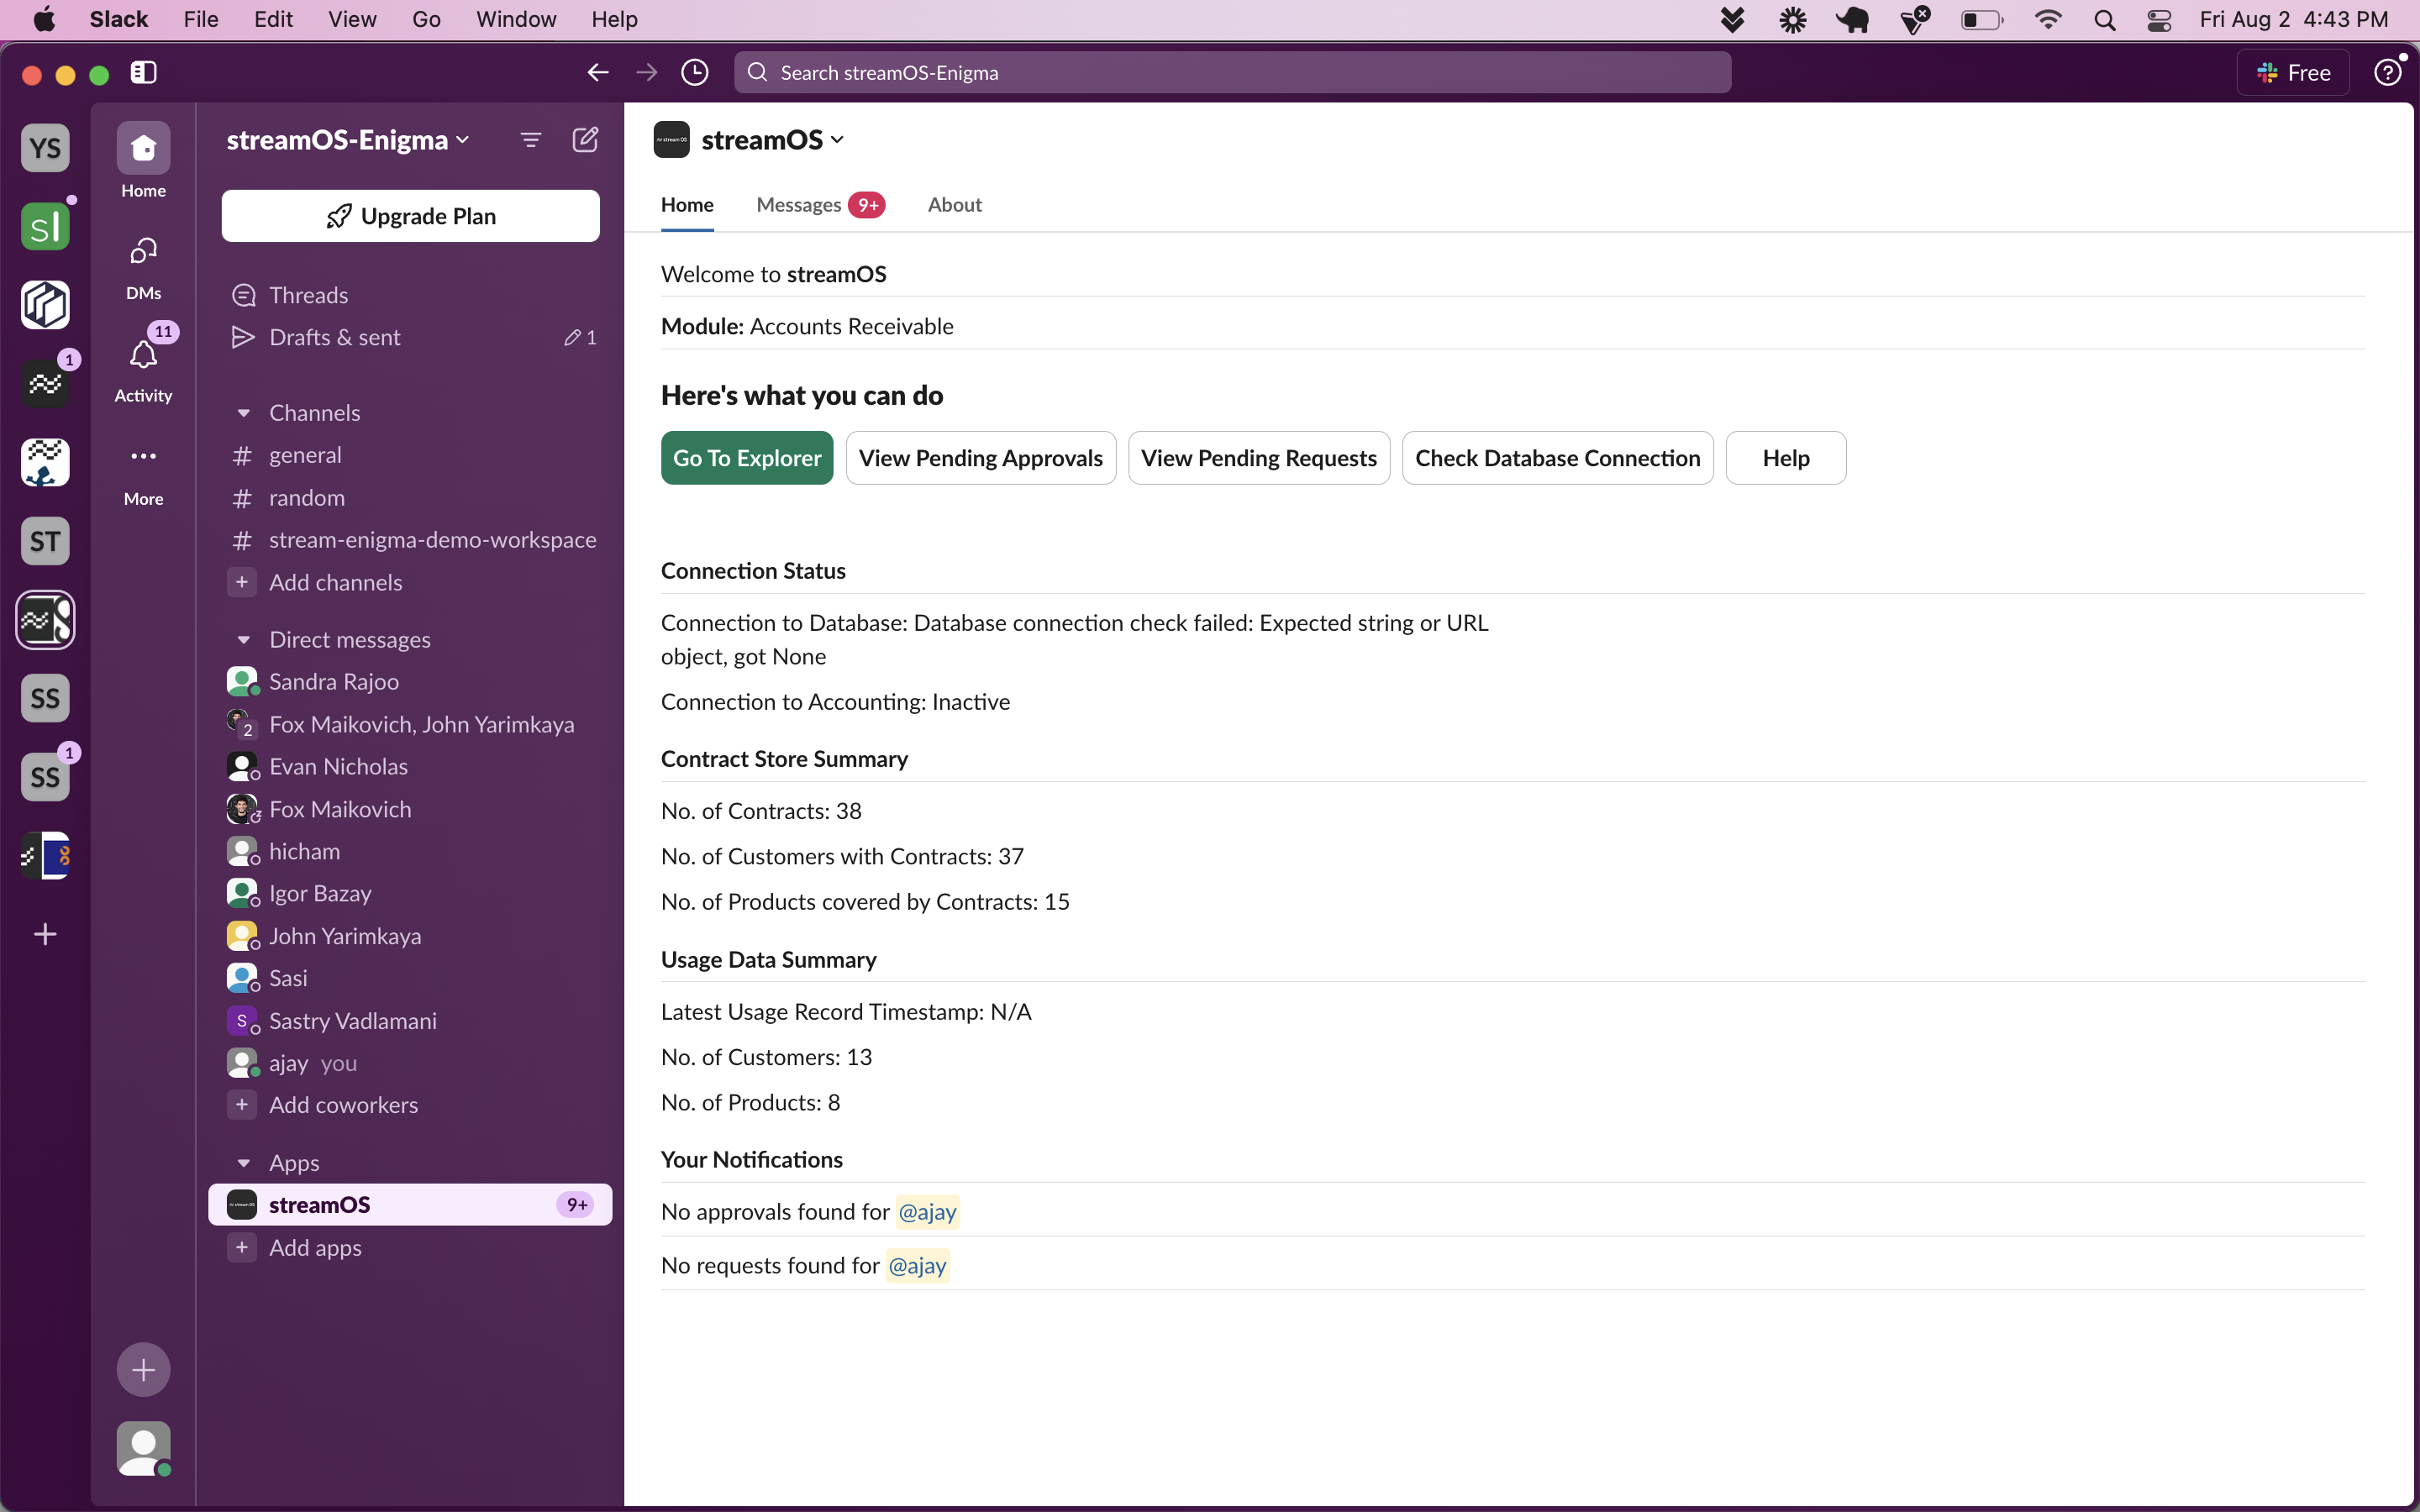 Slack File Edit View Go Window Help Fri Aug 2 4:43 PM
Search streamOS-Enigma Free
YS
sl
1
ST
SS
1
SS
Home
DMs
11
Activity
More
streamOS-Enigma
Upgrade Plan
Threads
Drafts & sent 1
Channels
# general
# random
# stream-enigma-demo-workspace
+ Add channels
Direct messages
Sandra Rajoo
2 Fox Maikovich, John Yarimkaya
Evan Nicholas
Fox Maikovich
hicham
Igor Bazay
John Yarimkaya
Sasi
S Sastry Vadlamani
ajay you
+ Add coworkers
Apps
streamOS 9+
+ Add apps
stream OS
streamOS
Home Messages 9+ About
Welcome to streamOS
Module: Accounts Receivable
Here's what you can do
Go To Explorer View Pending Approvals View Pending Requests Check Database Connection Help
Connection Status
Connection to Database: Database connection check failed: Expected string or URL
object, got None
Connection to Accounting: Inactive
Contract Store Summary
No. of Contracts: 38
No. of Customers with Contracts: 37
No. of Products covered by Contracts: 15
Usage Data Summary
Latest Usage Record Timestamp: N/A
No. of Customers: 13
No. of Products: 8
Your Notifications
No approvals found for @ajay
No requests found for @ajay